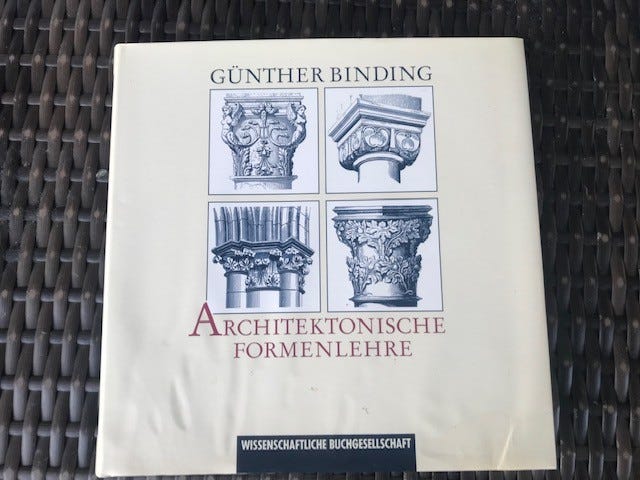 GÜNTHER BINDING
ARCHITEKTONISCHE
FORMENLEHRE
WISSENSCHAFTLICHE BUCHGESELLSCHAFT